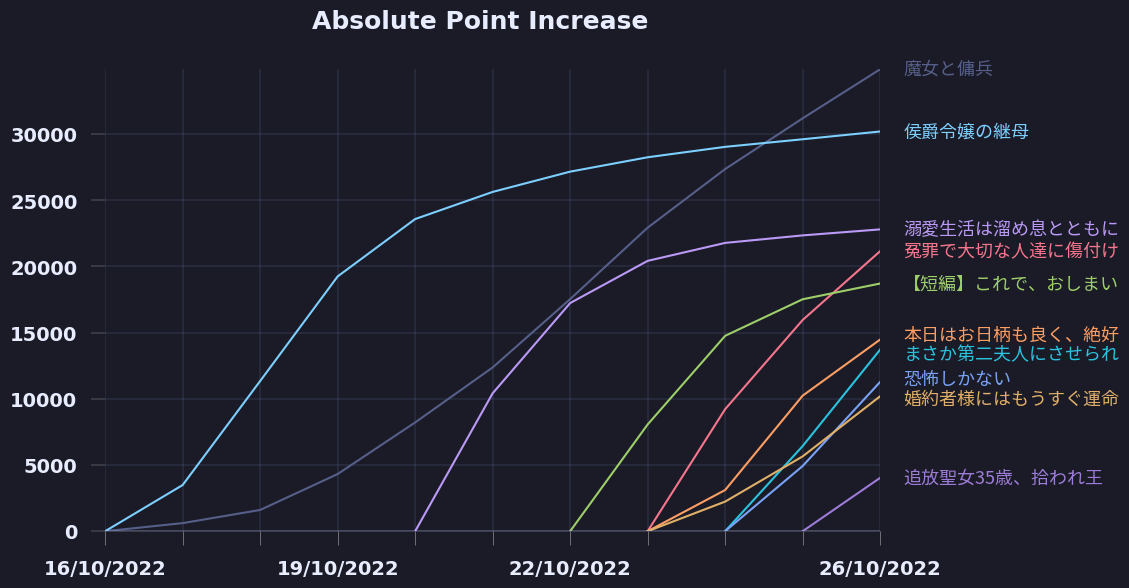 Absolute Point Increase
魔女と傭兵
侯爵令嬢の継母
溺愛生活は溜め息とともに
冤罪で大切な人達に傷付け
【短編】これで、おしまい
本日はお日柄も良く、絶好
まさか第二夫人にさせられ
恐怖しかない
婚約者様にはもうすぐ運命
追放聖女35歳、拾われ王
30000
25000
20000
15000
10000
5000
0
16/10/2022
19/10/2022
22/10/2022
26/10/2022